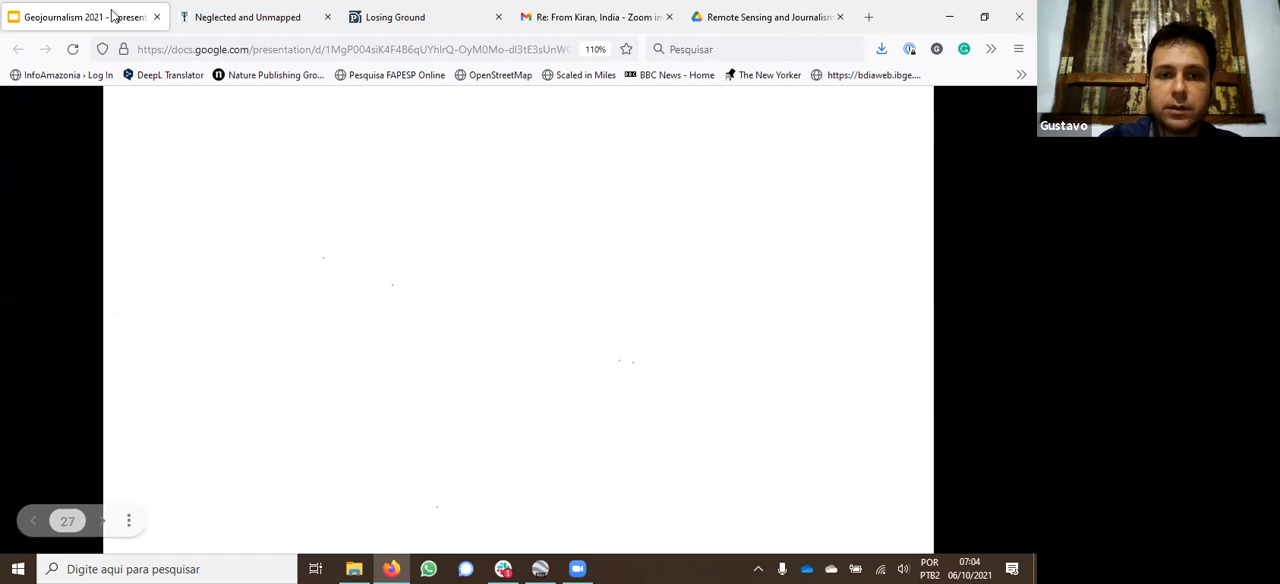 Geojournalism 2021 - Apresent
Neglected and Unmapped
Losing Ground
Re: From Kiran, India - Zoom in
Remote Sensing and Journalism
https://docs.google.com/presentation/d/1MgP004siK4F4B6qUYhlrQ-OyM0Mo-dl3tE3sUnWC
110%
Pesquisar
InfoAmazonia › Log In
DeepL Translator
Nature Publishing Gro...
Pesquisa FAPESP Online
OpenStreetMap
Scaled in Miles
BBC News - Home
The New Yorker
https://bdiaweb.ibge....
Gustavo
27
Digite aqui para pesquisar
POR
PTB2
07:04
06/10/2021